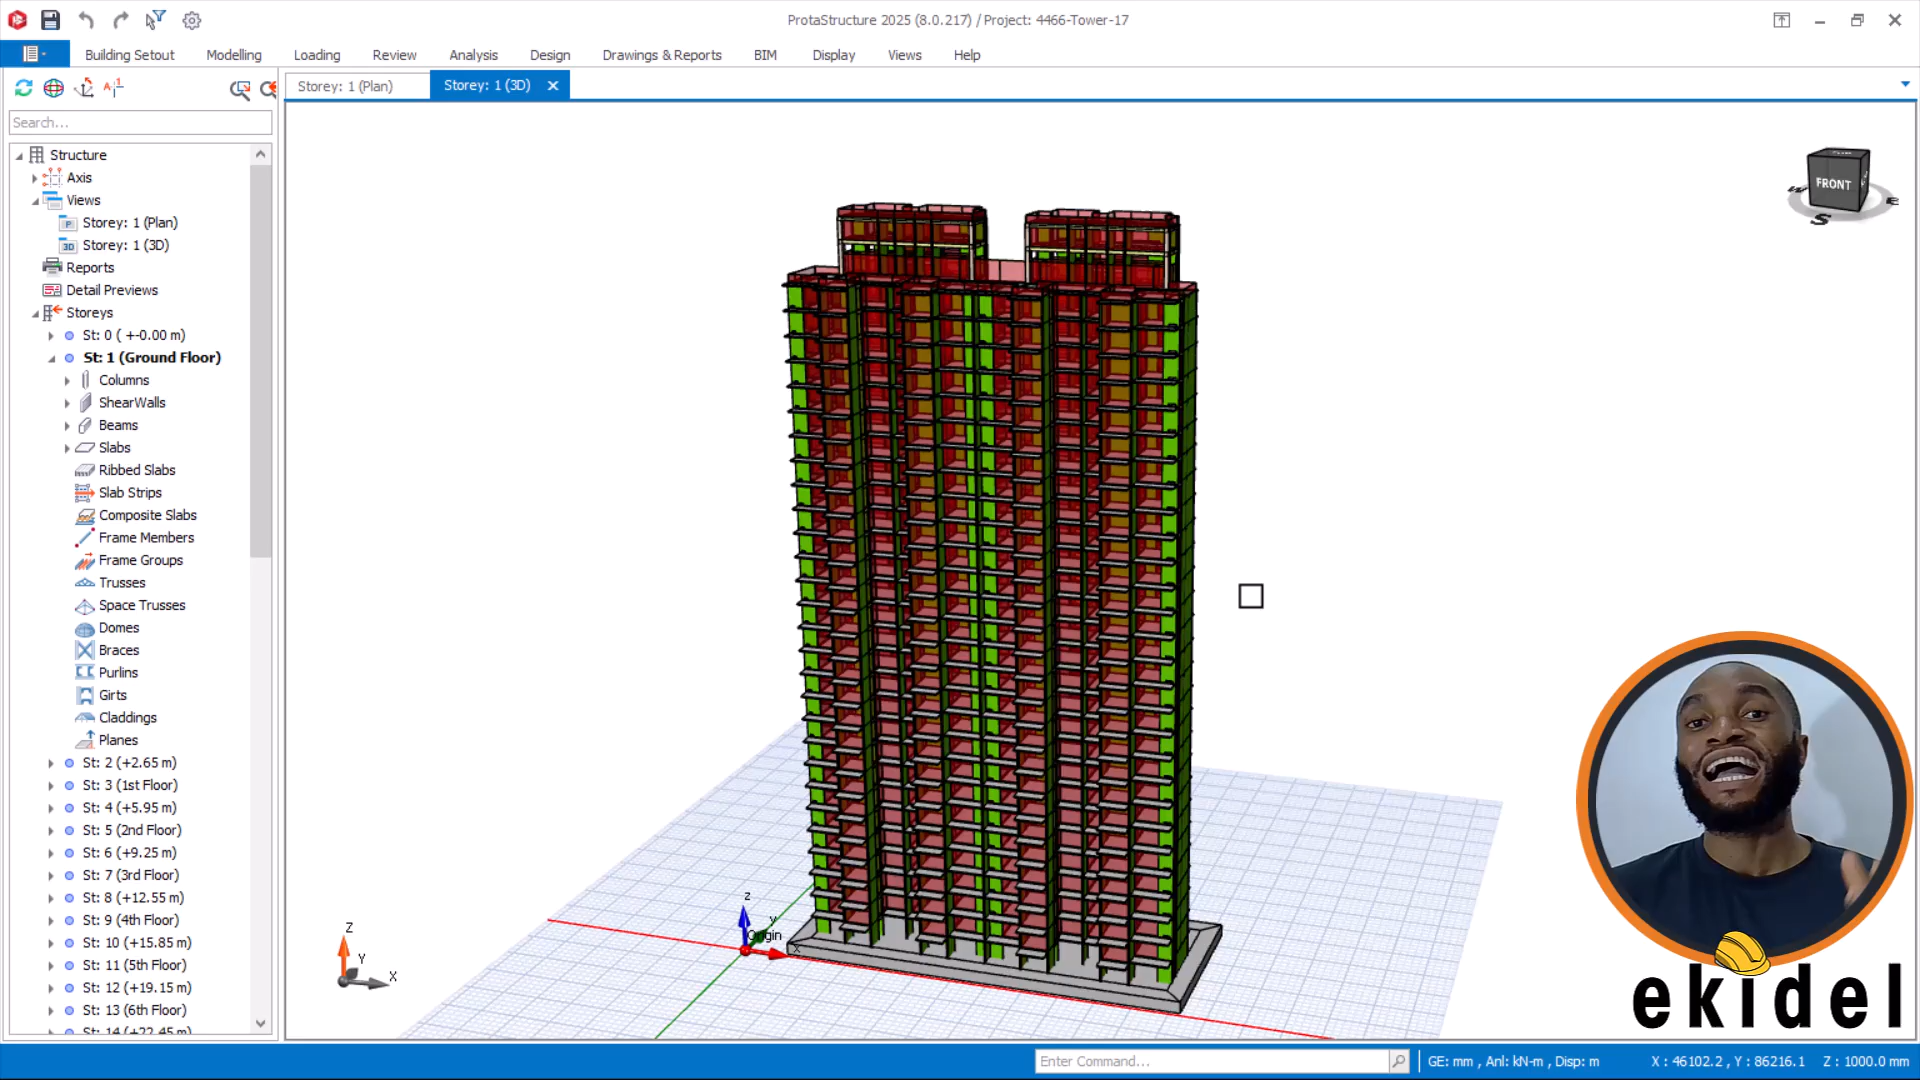 ProtaStructure 2025 (8.0.217) / Project: 4466-Tower-17
Building Setout Modelling Loading Review Analysis Design Drawings & Reports BIM Display Views Help
Storey: 1 (Plan) Storey: 1 (3D)
Search...
Structure
Axis
Views
Storey: 1 (Plan)
Storey: 1 (3D)
Reports
Detail Previews
Storeys
St: 0 ( +-0.00 m)
St: 1 (Ground Floor)
Columns
ShearWalls
Beams
Slabs
Ribbed Slabs
Slab Strips
Composite Slabs
Frame Members
Frame Groups
Trusses
Space Trusses
Domes
Braces
Purlins
Girts
Claddings
Planes
St: 2 (+2.65 m)
St: 3 (1st Floor)
St: 4 (+5.95 m)
St: 5 (2nd Floor)
St: 6 (+9.25 m)
St: 7 (3rd Floor)
St: 8 (+12.55 m)
St: 9 (4th Floor)
St: 10 (+15.85 m)
St: 11 (5th Floor)
St: 12 (+19.15 m)
St: 13 (6th Floor)
St: 14 (+22.45 m)
FRONT
W
S
E
Z
Y
X
z
y
Origin
x
ekidel
Enter Command...
GE: mm , Anl: kN-m , Disp: m
X : 46102.2 , Y : 86216.1 Z : 1000.0 mm